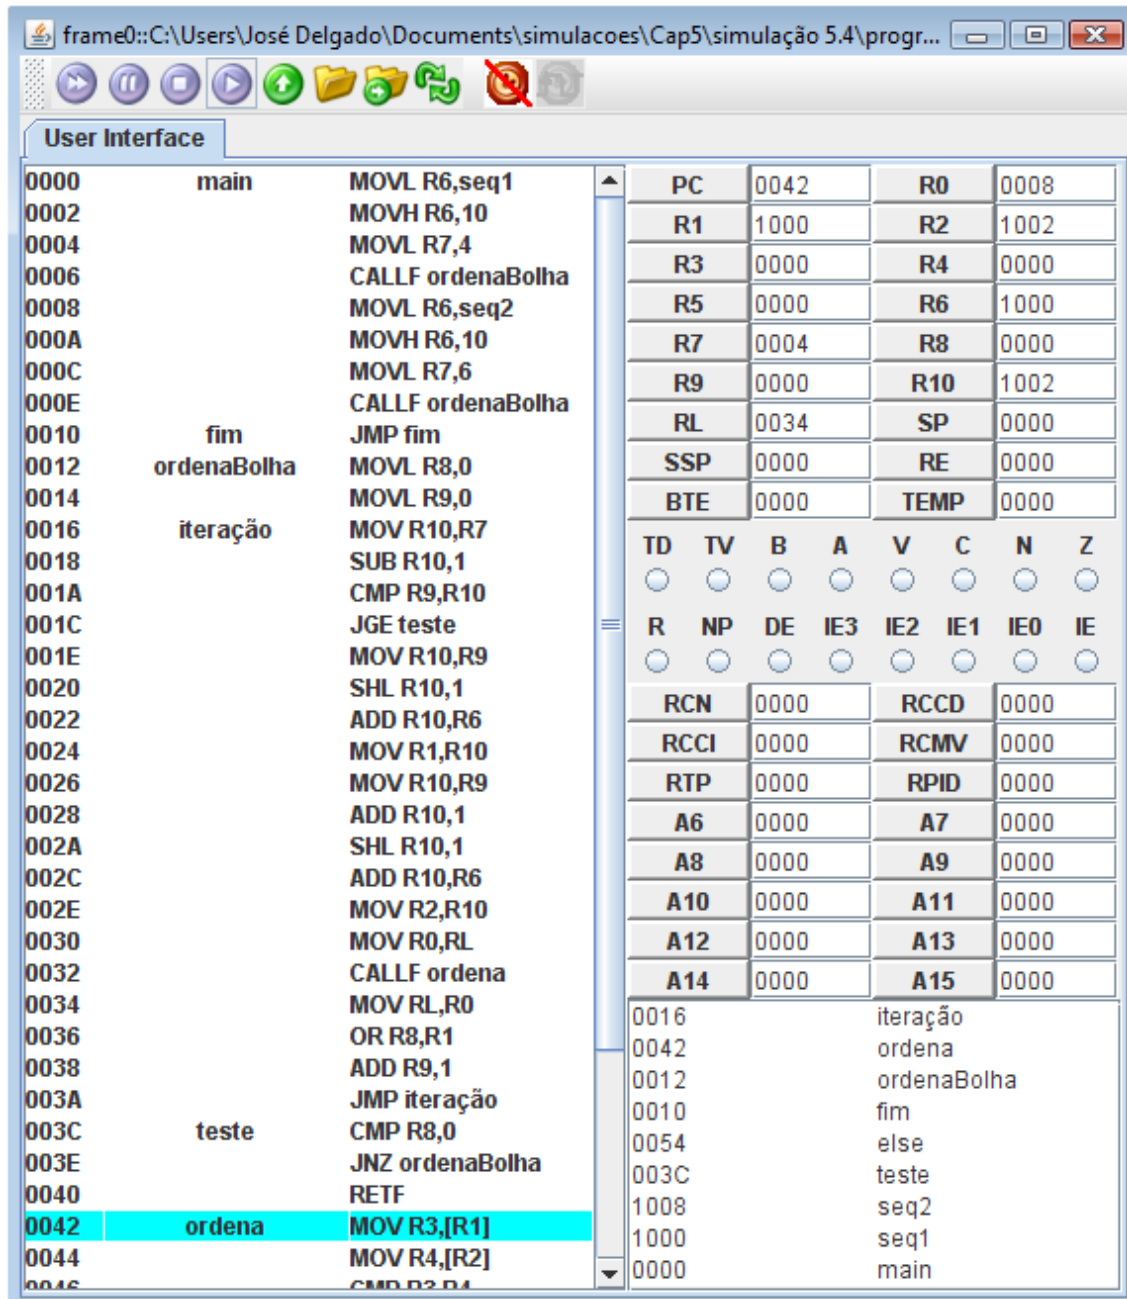 frame0::C:\Users\José Delgado\Documents\simulacoes\Cap5\simulação 5.4\progr...
User Interface
0000 main MOVL R6,seq1
0002 MOVH R6,10
0004 MOVL R7,4
0006 CALLF ordenaBolha
0008 MOVL R6,seq2
000A MOVH R6,10
000C MOVL R7,6
000E CALLF ordenaBolha
0010 fim JMP fim
0012 ordenaBolha MOVL R8,0
0014 MOVL R9,0
0016 iteração MOV R10,R7
0018 SUB R10,1
001A CMP R9,R10
001C JGE teste
001E MOV R10,R9
0020 SHL R10,1
0022 ADD R10,R6
0024 MOV R1,R10
0026 MOV R10,R9
0028 ADD R10,1
002A SHL R10,1
002C ADD R10,R6
002E MOV R2,R10
0030 MOV R0,RL
0032 CALLF ordena
0034 MOV RL,R0
0036 OR R8,R1
0038 ADD R9,1
003A JMP iteração
003C teste CMP R8,0
003E JNZ ordenaBolha
0040 RETF
0042 ordena MOV R3,[R1]
0044 MOV R4,[R2]
0046 CMP R3,R4
PC 0042 R0 0008
R1 1000 R2 1002
R3 0000 R4 0000
R5 0000 R6 1000
R7 0004 R8 0000
R9 0000 R10 1002
RL 0034 SP 0000
SSP 0000 RE 0000
BTE 0000 TEMP 0000
TD TV B A V C N Z
R NP DE IE3 IE2 IE1 IE0 IE
RCN 0000 RCCD 0000
RCCI 0000 RCMV 0000
RTP 0000 RPID 0000
A6 0000 A7 0000
A8 0000 A9 0000
A10 0000 A11 0000
A12 0000 A13 0000
A14 0000 A15 0000
0016 iteração
0042 ordena
0012 ordenaBolha
0010 fim
0054 else
003C teste
1008 seq2
1000 seq1
0000 main